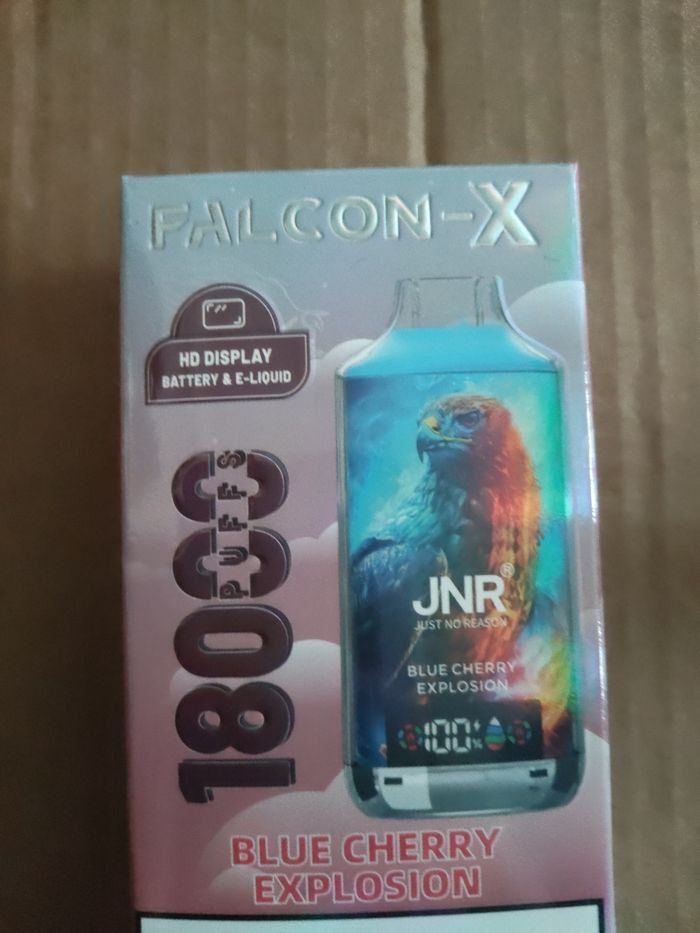 FALCON-X
HD DISPLAY
BATTERY & E-LIQUID
18000
PUFFS
JNR®
JUST NO REASON
BLUE CHERRY
EXPLOSION
100%
BLUE CHERRY
EXPLOSION